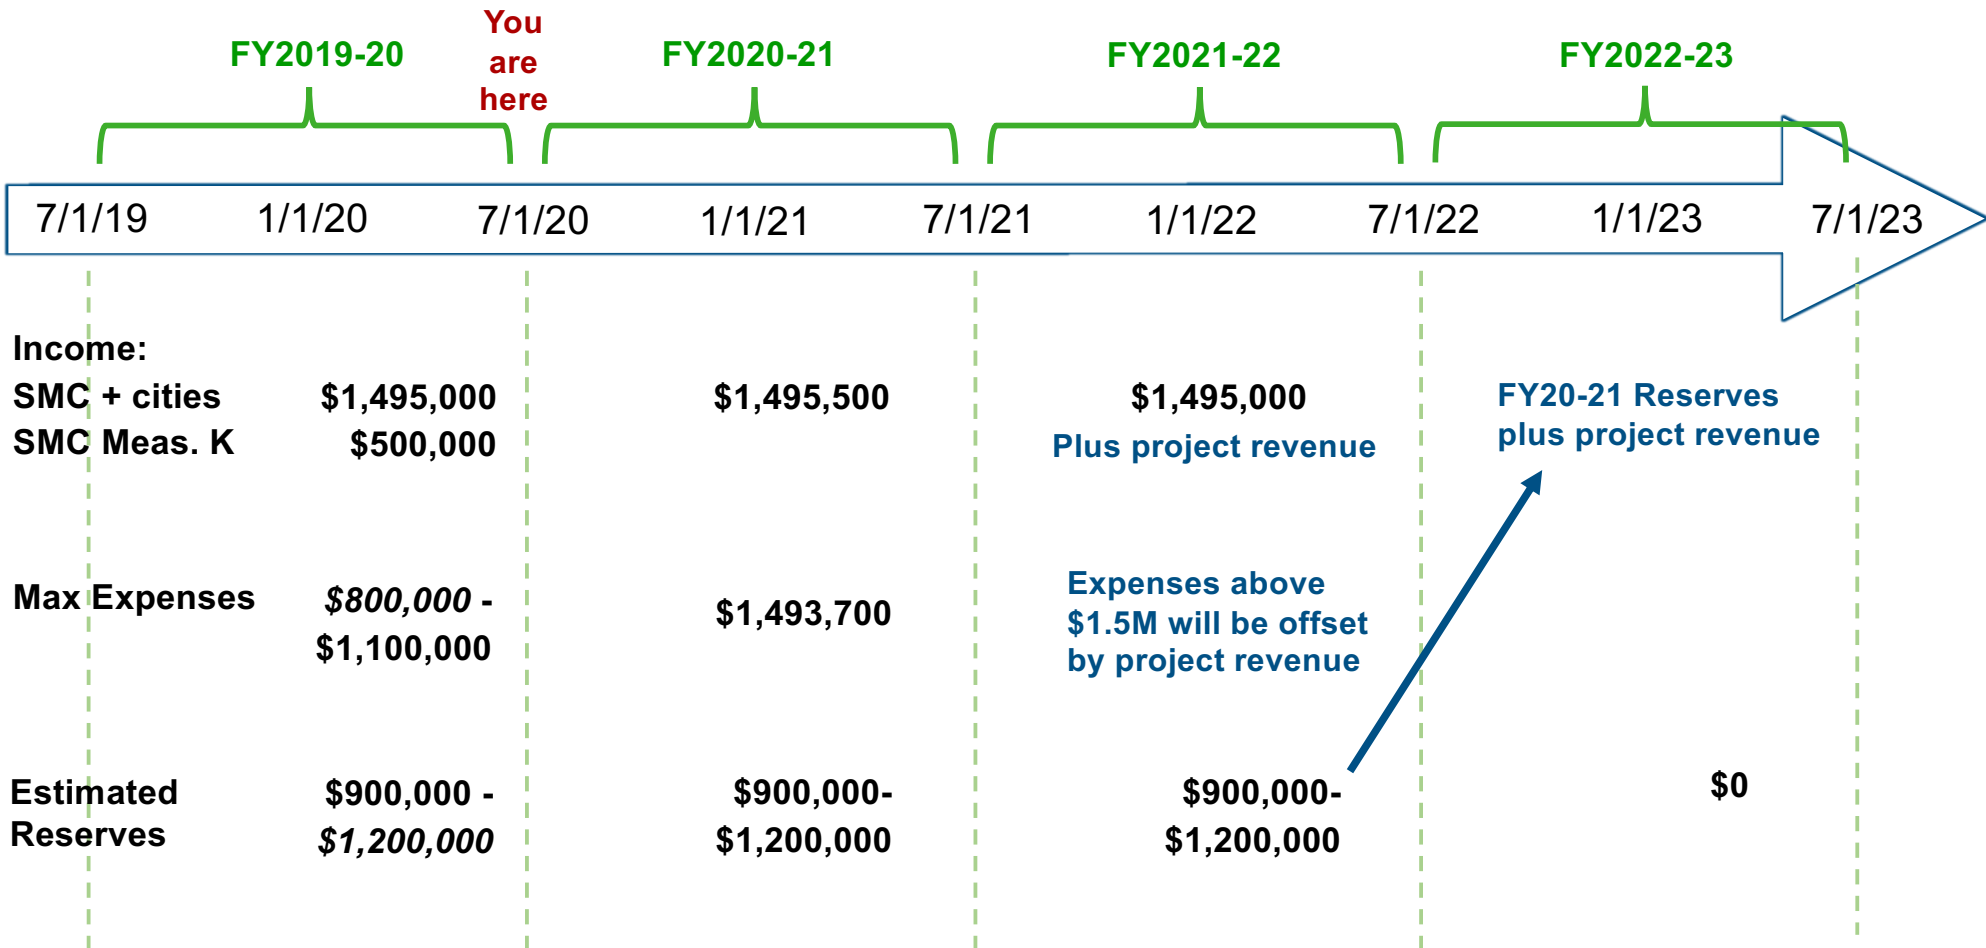 You
are
here
FY2019-20
FY2020-21
FY2021-22
FY2022-23
7/1/19
1/1/20
7/1/20
1/1/21
7/1/21
1/1/22
7/1/22
1/1/23
7/1/23
Income:
SMC + cities
$1,495,000
$1,495,500
$1,495,000
FY20-21 Reserves
plus project revenue
SMC Meas. K
$500,000
Plus project revenue
Max Expenses
$800,000 -
$1,100,000
$1,493,700
Expenses above
$1.5M will be offset
by project revenue
Estimated
Reserves
$900,000 -
$1,200,000
$900,000-
$1,200,000
$900,000-
$1,200,000
$0